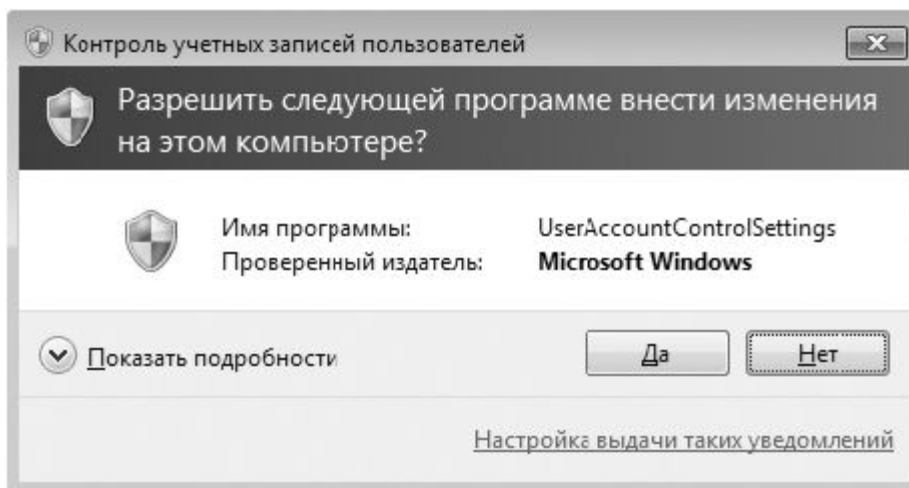 Контроль учетных записей пользователей
Разрешить следующей программе внести изменения
на этом компьютере?
Имя программы: UserAccountControlSettings
Проверенный издатель: Microsoft Windows
Показать подробности Да Нет
Настройка выдачи таких уведомлений